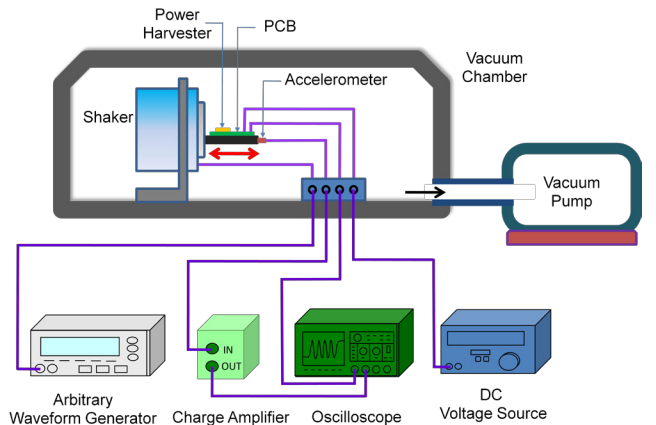 Power
Harvester
PCB
Accelerometer
Vacuum
Chamber
Shaker
Vacuum
Pump
IN
OUT
Arbitrary
Waveform Generator
Charge Amplifier
Oscilloscope
DC
Voltage Source